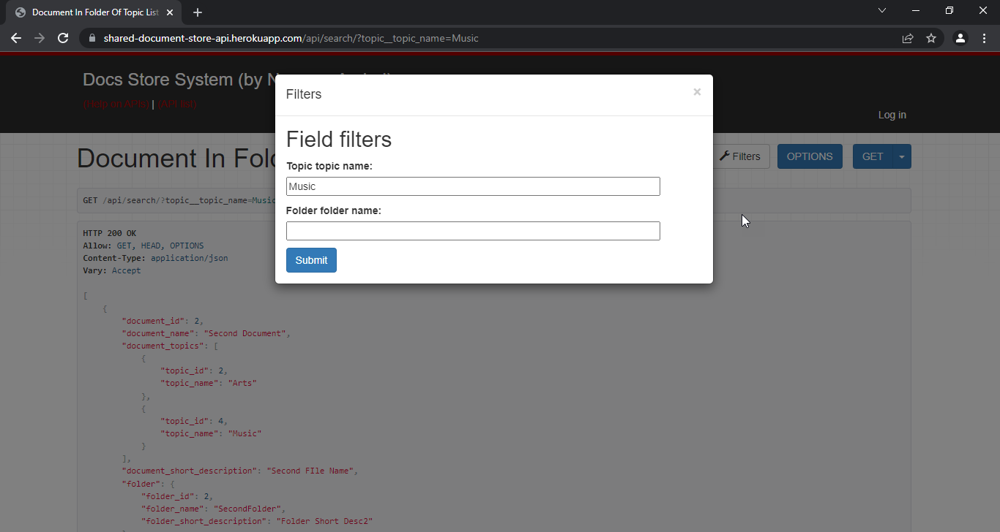 Document In Folder Of Topic List
shared-document-store-api.herokuapp.com/api/search/?topic__topic_name=Music
Docs Store System (by
(Help on APIs) | (API list)
Log in
Filters
×
Field filters
Topic topic name:
Music
Folder folder name:
Submit
Document In
Filters
OPTIONS
GET
GET /api/search/?topic__topic_name=Music
HTTP 200 OK
Allow: GET, HEAD, OPTIONS
Content-Type: application/json
Vary: Accept
[
{
"document_id": 2,
"document_name": "Second Document",
"document_topics": [
{
"topic_id": 2,
"topic_name": "Arts"
},
{
"topic_id": 4,
"topic_name": "Music"
}
],
"document_short_description": "Second FIle Name",
"folder": {
"folder_id": 2,
"folder_name": "SecondFolder",
"folder_short_description": "Folder Short Desc2"